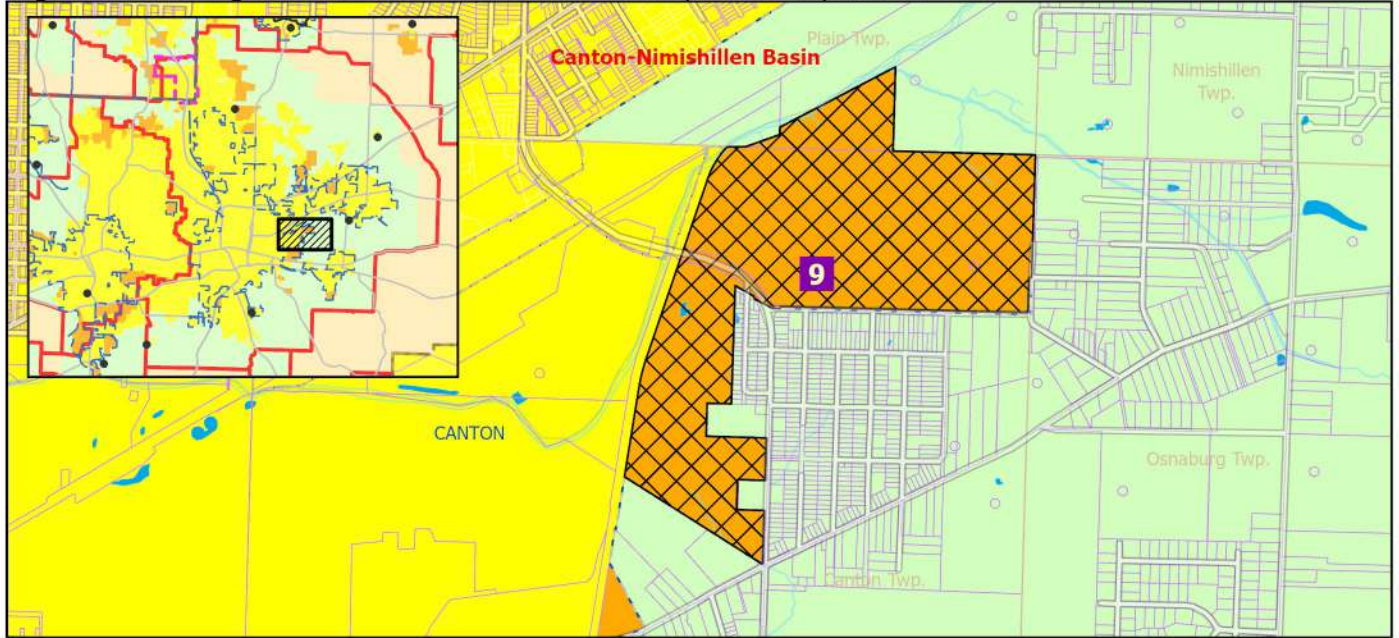 Canton-Nimishillen Basin
Plain Twp.
Nimishillen
Twp.
9
CANTON
Osnaburg Twp.
Canton Twp.